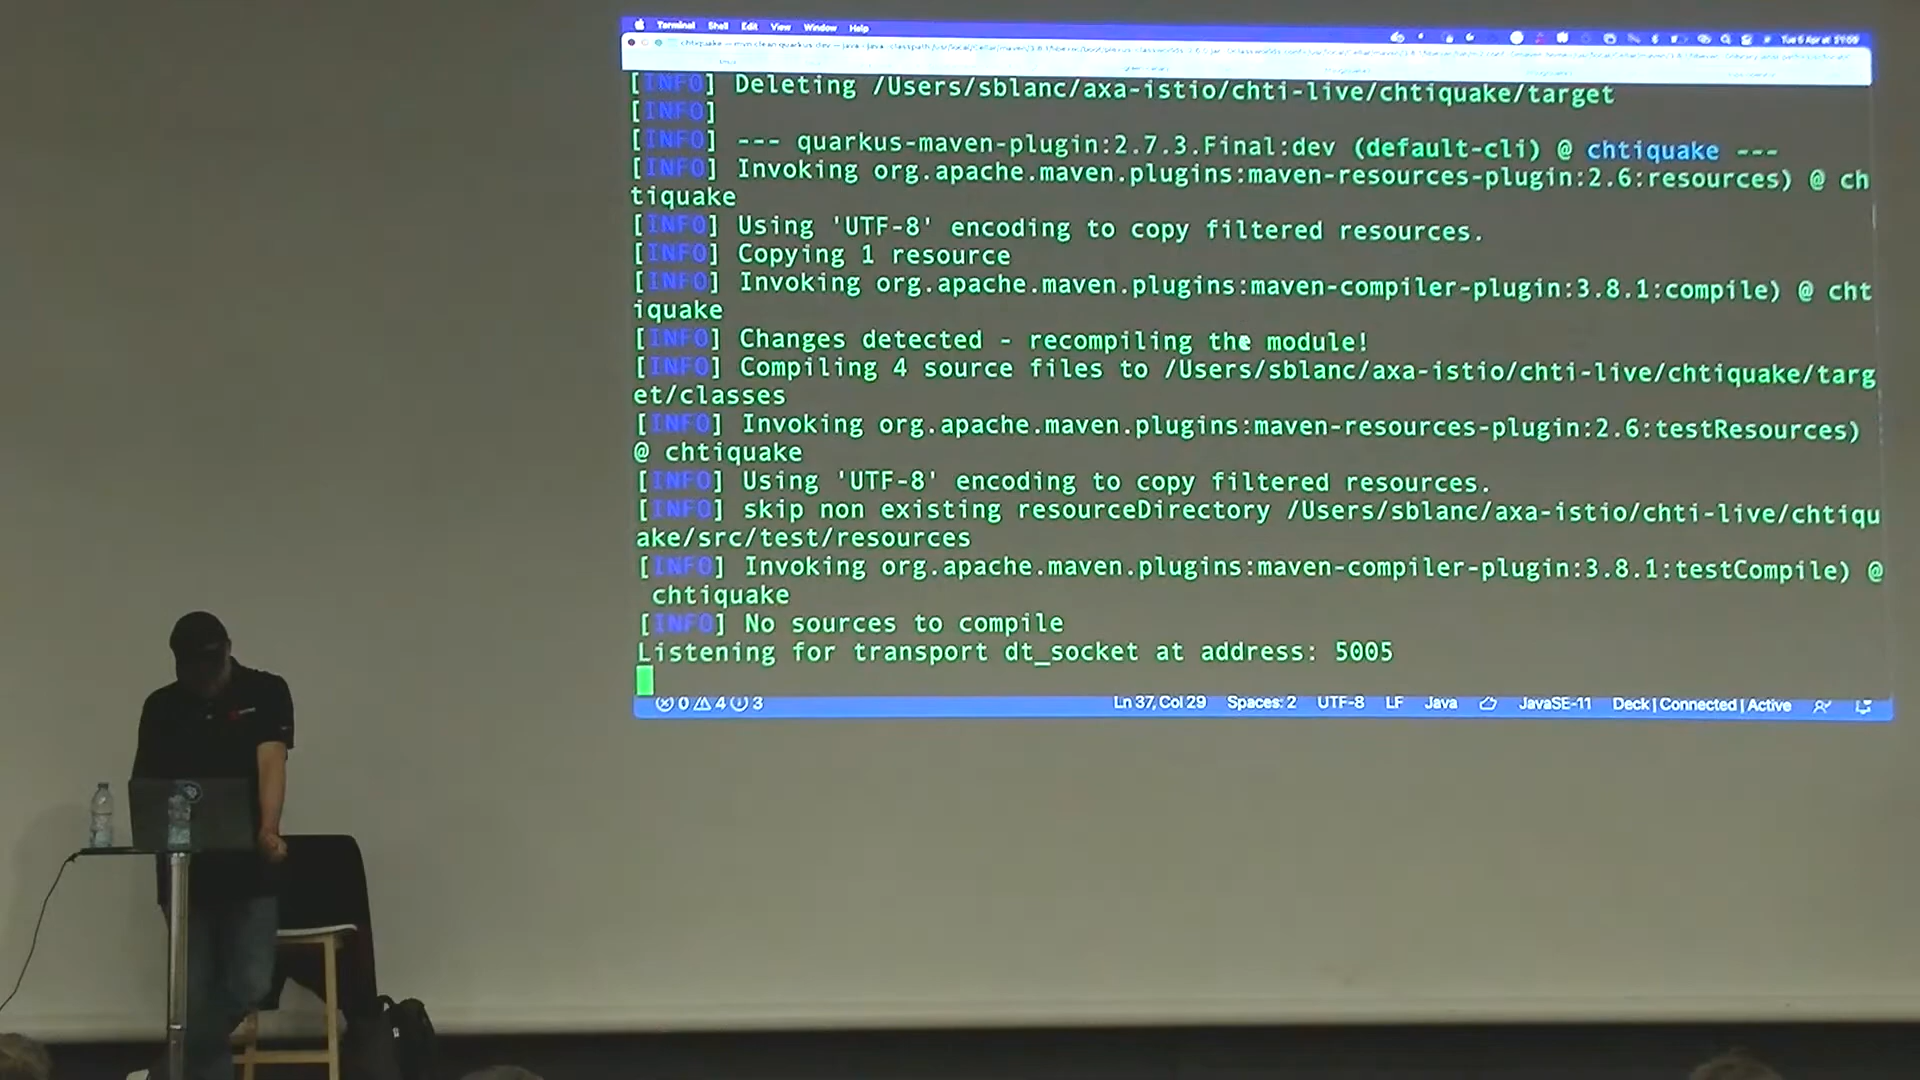 Terminal Shell Edit View Window Help
[INFO] Deleting /Users/sblanc/axa-istio/chti-live/chtiquake/target
[INFO]
[INFO] --- quarkus-maven-plugin:2.7.3.Final:dev (default-cli) @ chtiquake ---
[INFO] Invoking org.apache.maven.plugins:maven-resources-plugin:2.6:resources) @ ch
tiquake
[INFO] Using 'UTF-8' encoding to copy filtered resources.
[INFO] Copying 1 resource
[INFO] Invoking org.apache.maven.plugins:maven-compiler-plugin:3.8.1:compile) @ cht
iquake
[INFO] Changes detected - recompiling the module!
[INFO] Compiling 4 source files to /Users/sblanc/axa-istio/chti-live/chtiquake/targ
et/classes
[INFO] Invoking org.apache.maven.plugins:maven-resources-plugin:2.6:testResources)
@ chtiquake
[INFO] Using 'UTF-8' encoding to copy filtered resources.
[INFO] skip non existing resourceDirectory /Users/sblanc/axa-istio/chti-live/chtiqu
ake/src/test/resources
[INFO] Invoking org.apache.maven.plugins:maven-compiler-plugin:3.8.1:testCompile) @
chtiquake
[INFO] No sources to compile
Listening for transport dt_socket at address: 5005
0 4 3 Ln 37, Col 29 Spaces: 2 UTF-8 LF Java JavaSE-11 Deck | Connected | Active